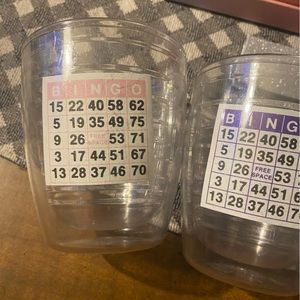 BINGO
15 22 40 58 62
5 19 35 49 75
9 26 FREE SPACE 53 71
3 17 44 51 67
13 28 37 46 70
BING
15 22 40 58
5 19 35 49
9 26 FREE SPACE 53
3 17 44 51
13 28 37 46